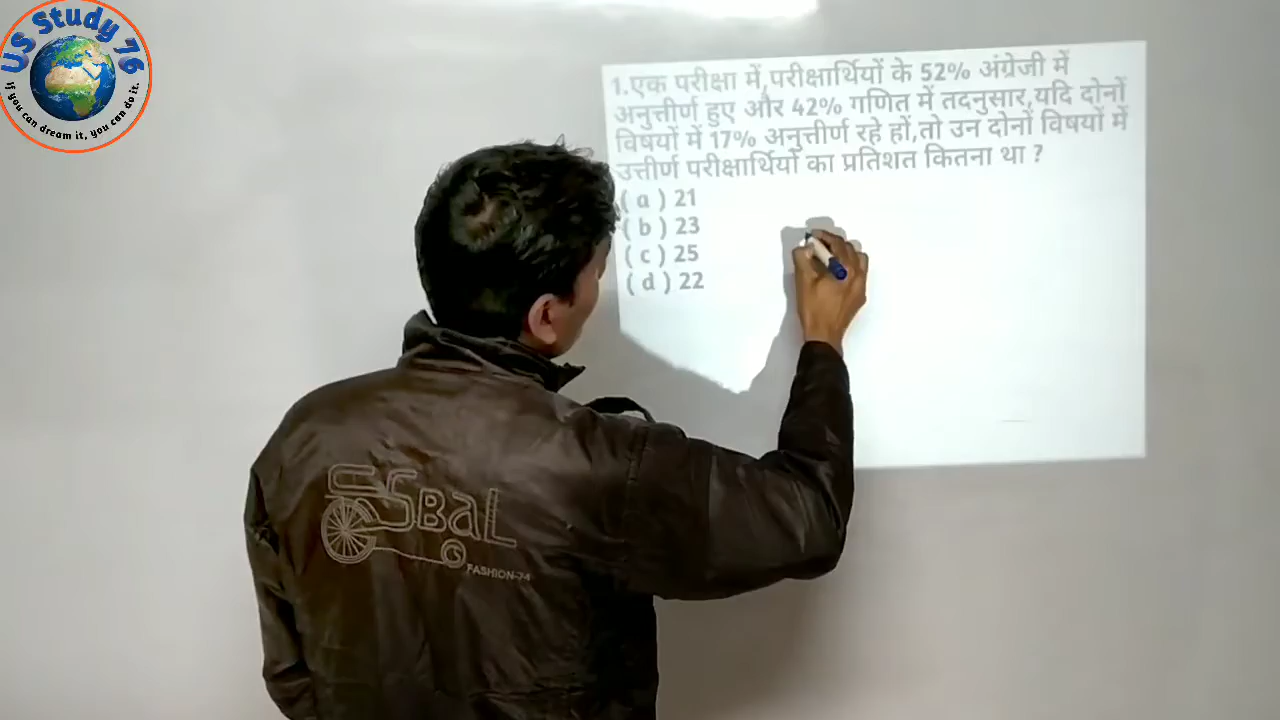 US Study 76
If you can dream it, you can do it.
1.एक परीक्षा में,परीक्षार्थियों के 52% अंग्रेजी में
अनुत्तीर्ण हुए और 42% गणित में तदनुसार,यदि दोनों
विषयों में 17% अनुत्तीर्ण रहे हों,तो उन दोनों विषयों में
उत्तीर्ण परीक्षार्थियों का प्रतिशत कितना था ?
( a ) 21
( b ) 23
( c ) 25
( d ) 22
SBaL
FASHION-74